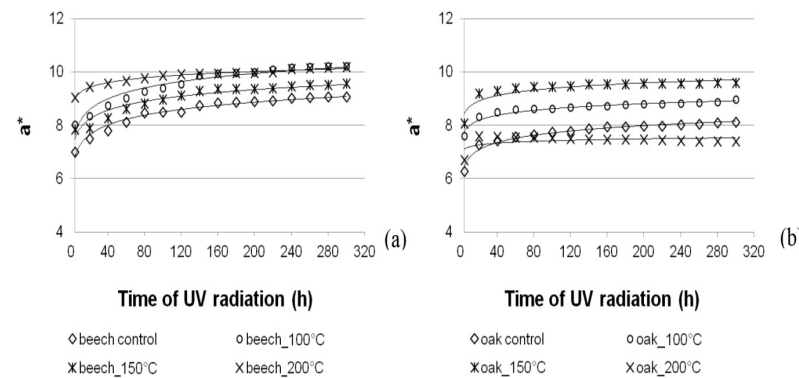 12
10
8
6
4
a*
0 40 80 120 160 200 240 280 320
(a)
Time of UV radiation (h)
beech control
beech_100°C
beech_150°C
beech_200°C
12
10
8
6
4
a*
0 40 80 120 160 200 240 280 320
(b)
Time of UV radiation (h)
oak control
oak_100°C
oak_150°C
oak_200°C